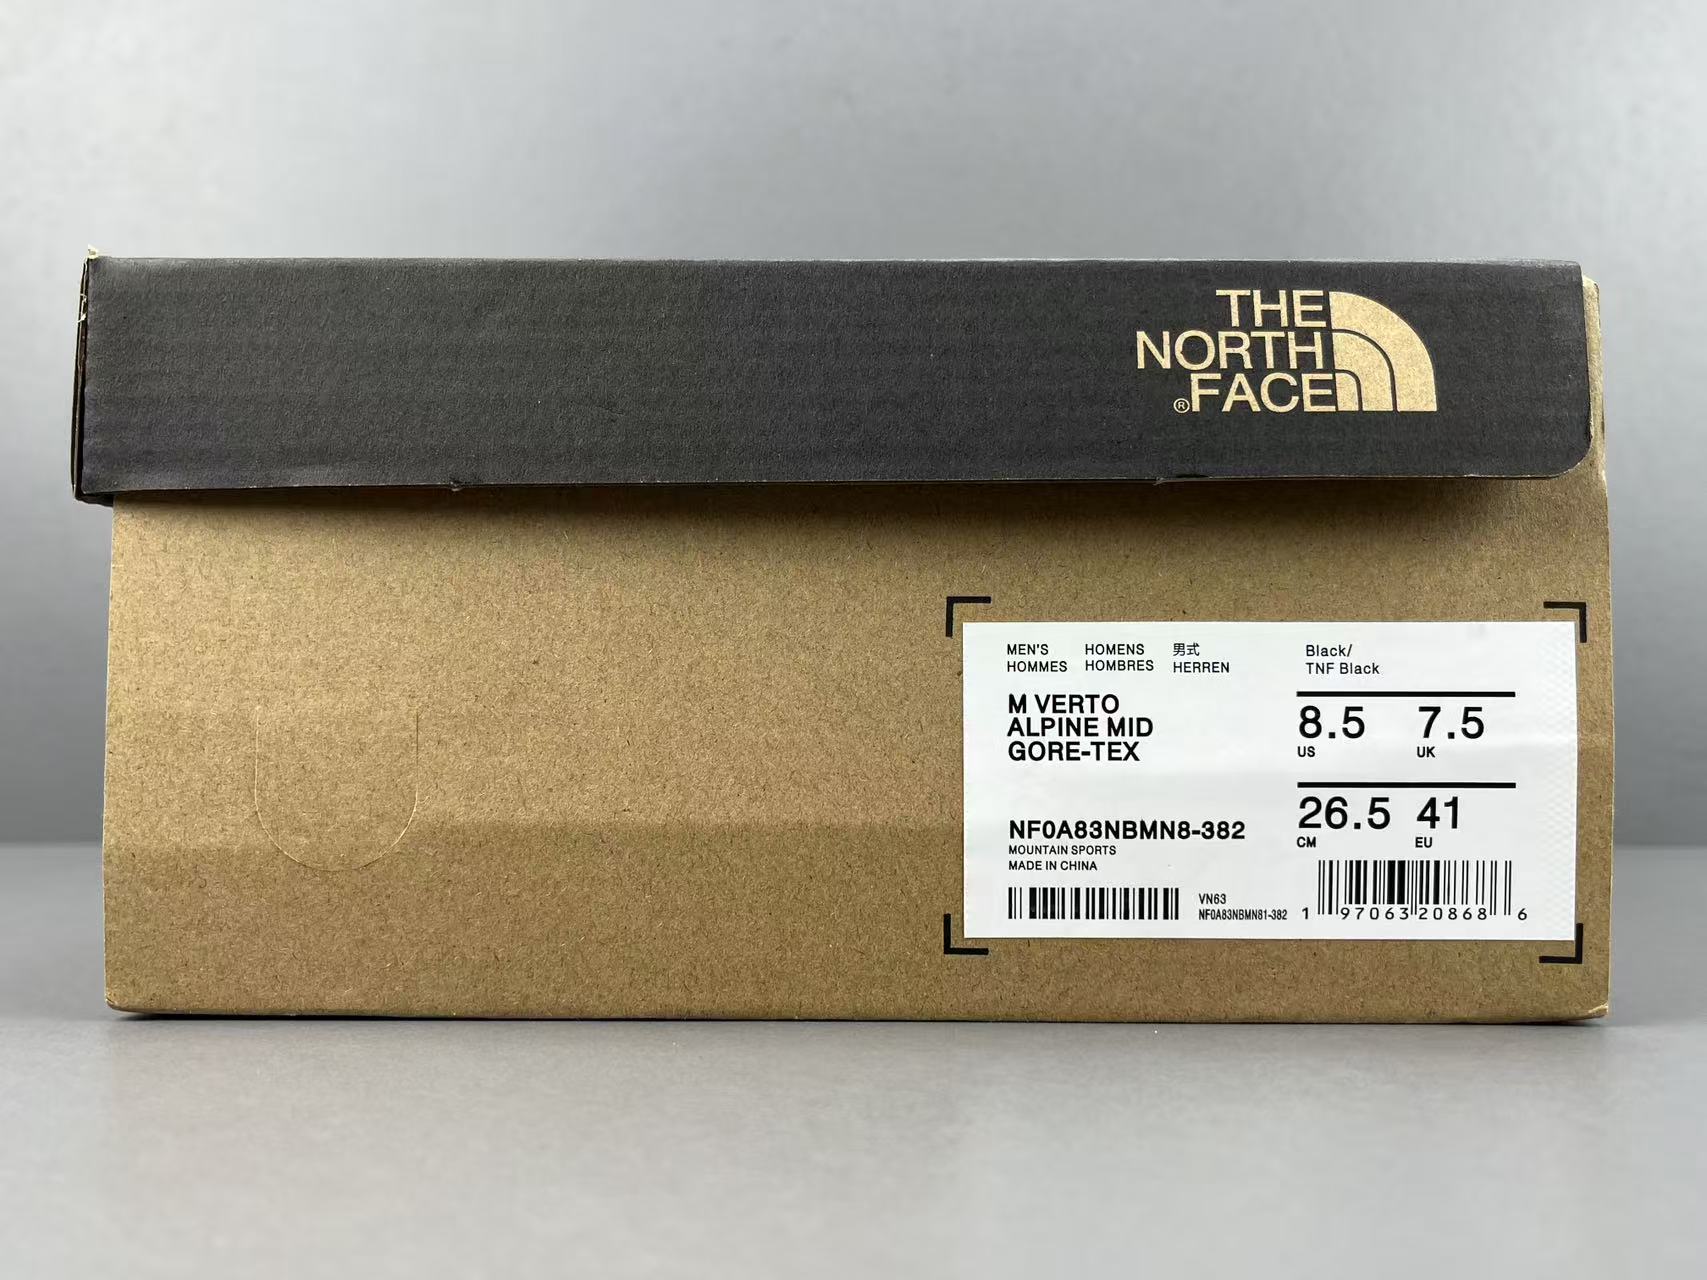 THE
NORTH
FACE
®
MEN'S HOMENS 男式
HOMMES HOMBRES HERREN
Black/
TNF Black
M VERTO
ALPINE MID
GORE-TEX
8.5 7.5
US UK
26.5 41
CM EU
NF0A83NBMN8-382
MOUNTAIN SPORTS
MADE IN CHINA
VN63
NF0A83NBMN81-382
1 97063 20868 6